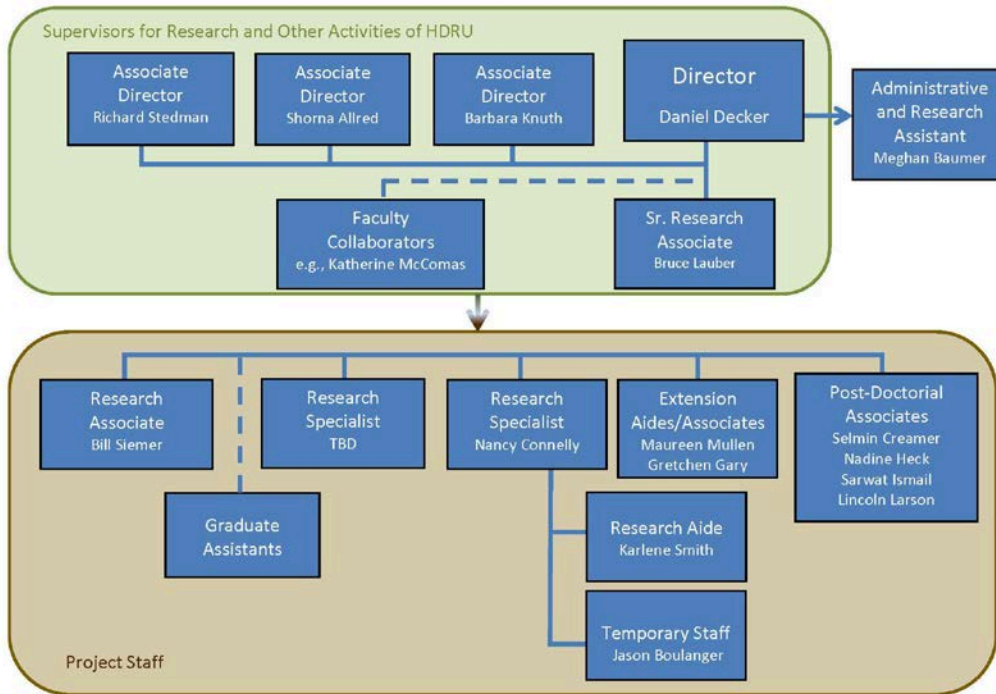 Supervisors for Research and Other Activities of HDRU
Associate
Director
Richard Stedman
Associate
Director
Shorna Allred
Associate
Director
Barbara Knuth
Director
Daniel Decker
Administrative
and Research
Assistant
Meghan Baumer
Faculty
Collaborators
e.g., Katherine McComas
Sr. Research
Associate
Bruce Lauber
Research
Associate
Bill Siemer
Research
Specialist
TBD
Research
Specialist
Nancy Connelly
Extension
Aides/Associates
Maureen Mullen
Gretchen Gary
Post-Doctorial
Associates
Selmin Creamer
Nadine Heck
Sarwat Ismail
Lincoln Larson
Graduate
Assistants
Research Aide
Karlene Smith
Temporary Staff
Jason Boulanger
Project Staff